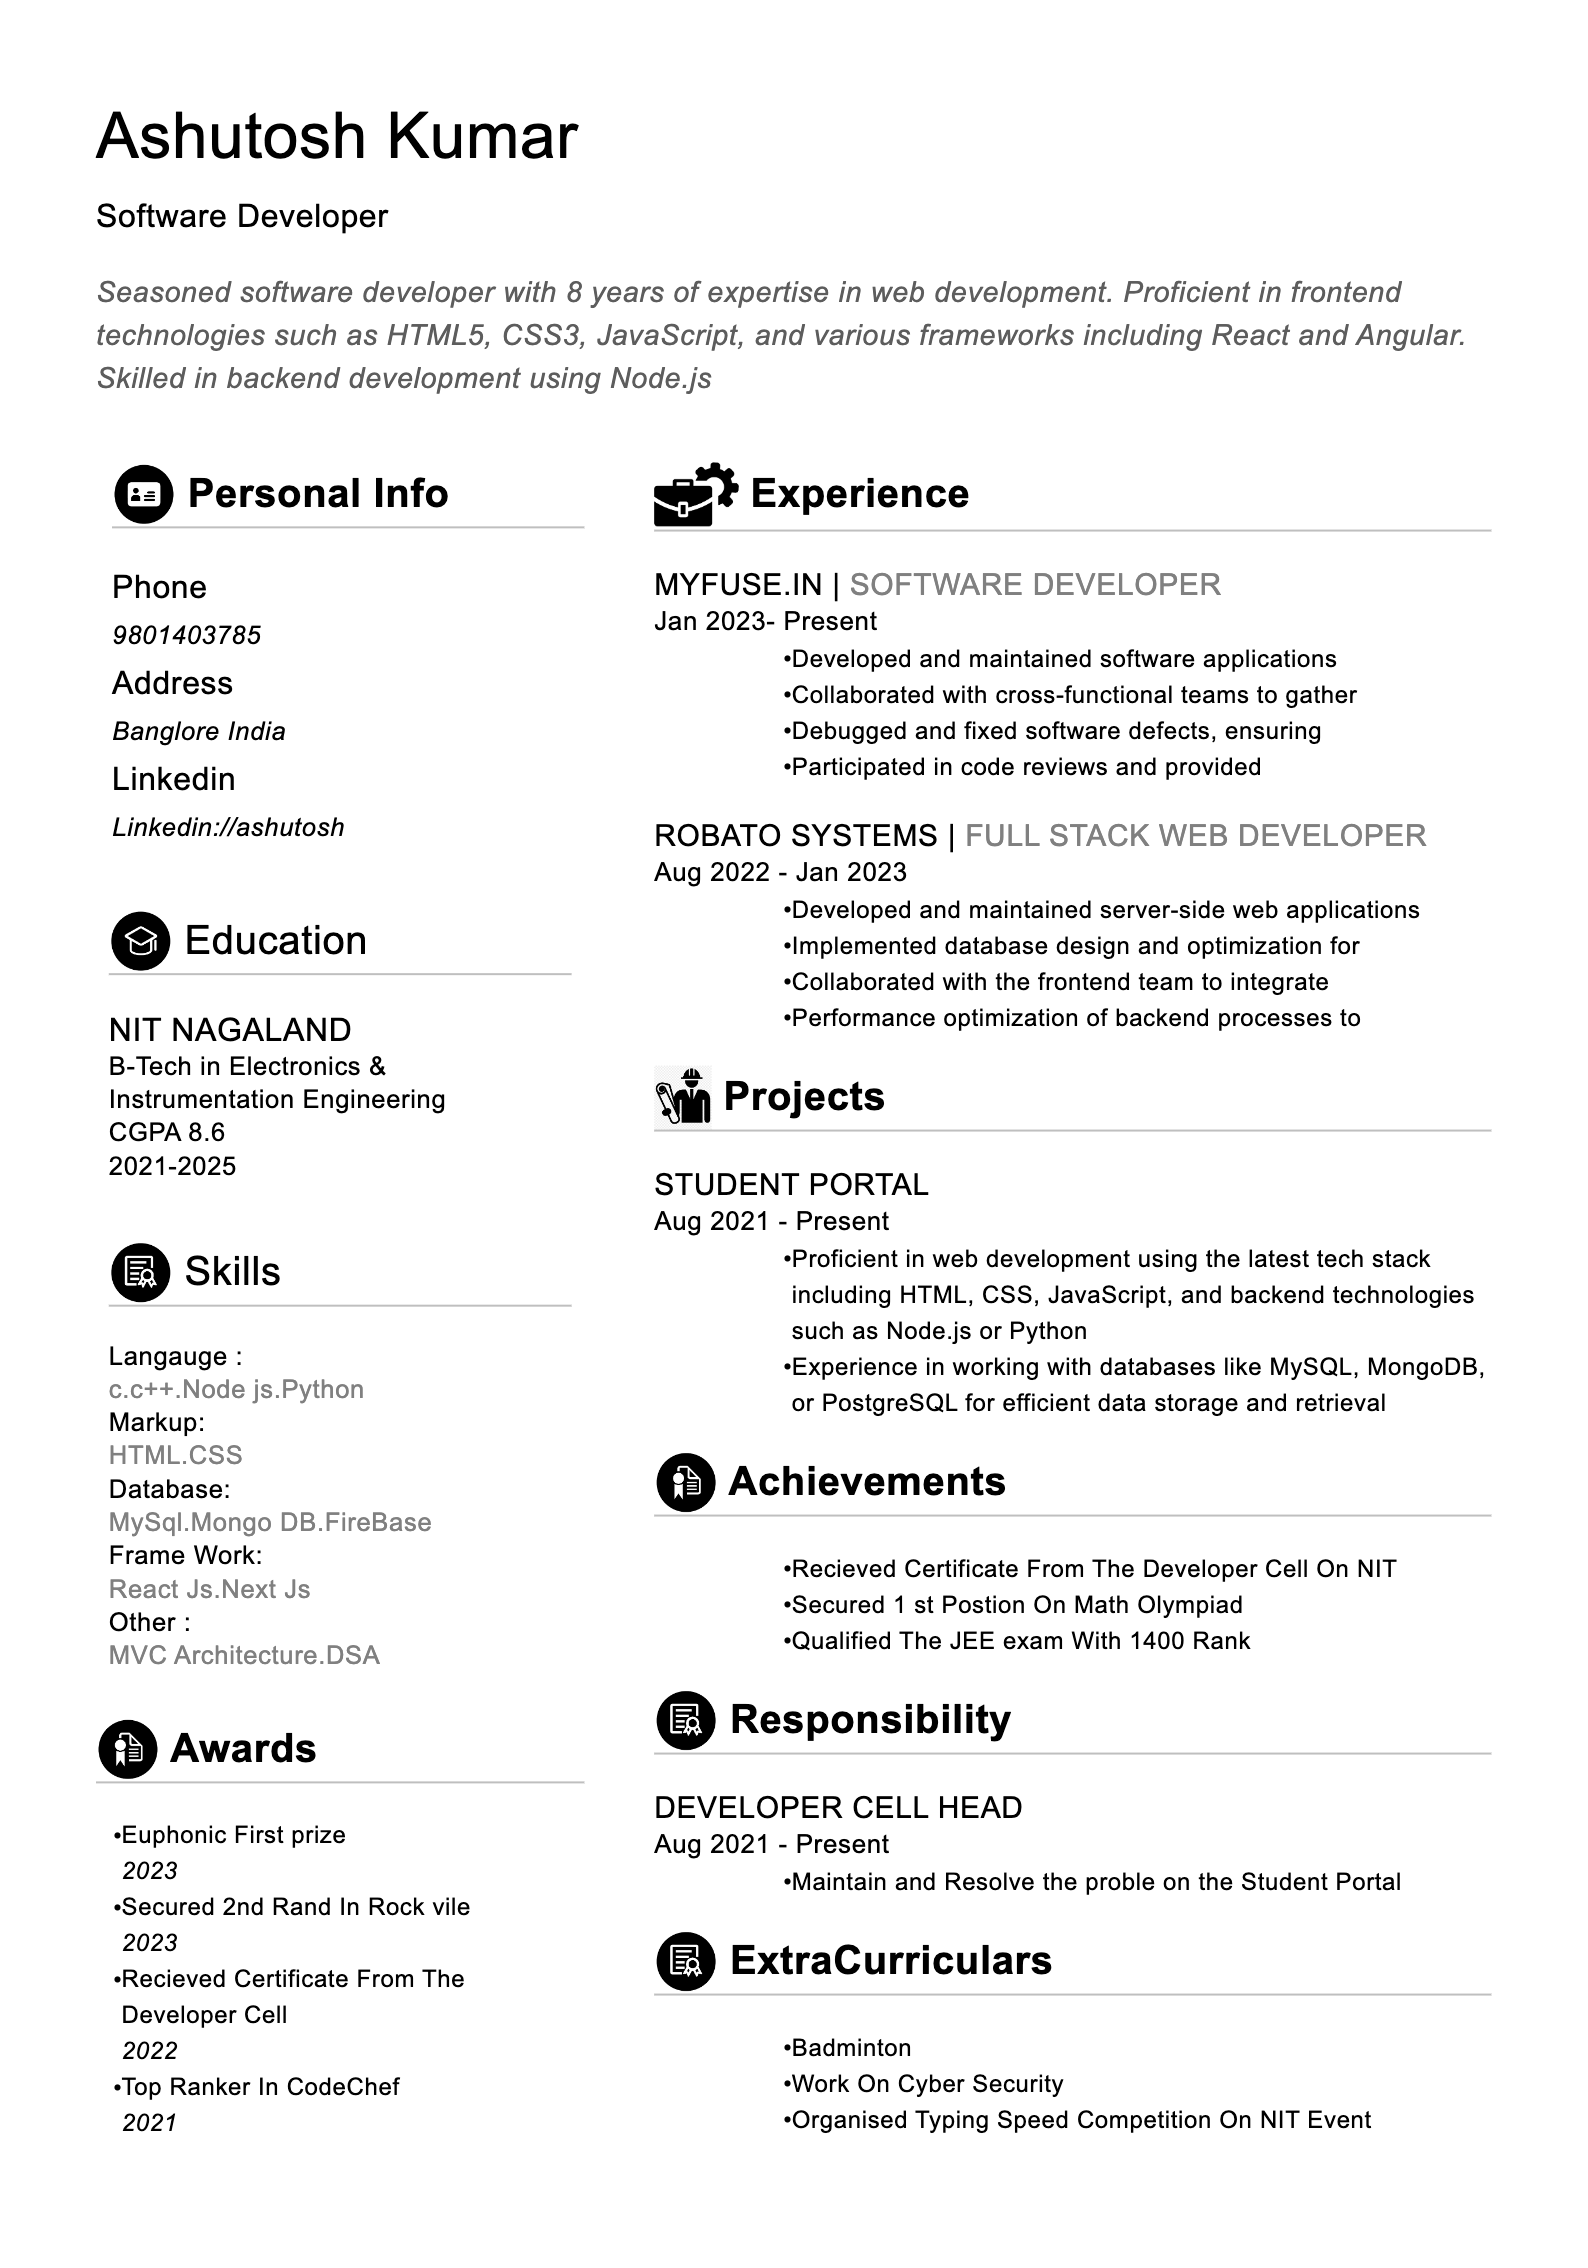 Ashutosh Kumar
Software Developer
Seasoned software developer with 8 years of expertise in web development. Proficient in frontend
technologies such as HTML5, CSS3, JavaScript, and various frameworks including React and Angular.
Skilled in backend development using Node.js
Personal Info
Phone
9801403785
Address
Banglore India
Linkedin
Linkedin://ashutosh
Education
NIT NAGALAND
B-Tech in Electronics &
Instrumentation Engineering
CGPA 8.6
2021-2025
Skills
Langauge :
c.c++.Node js.Python
Markup:
HTML.CSS
Database:
MySql.Mongo DB.FireBase
Frame Work:
React Js.Next Js
Other :
MVC Architecture.DSA
Awards
•Euphonic First prize
2023
•Secured 2nd Rand In Rock vile
2023
•Recieved Certificate From The
Developer Cell
2022
•Top Ranker In CodeChef
2021
Experience
MYFUSE.IN | SOFTWARE DEVELOPER
Jan 2023- Present
•Developed and maintained software applications
•Collaborated with cross-functional teams to gather
•Debugged and fixed software defects, ensuring
•Participated in code reviews and provided
ROBATO SYSTEMS | FULL STACK WEB DEVELOPER
Aug 2022 - Jan 2023
•Developed and maintained server-side web applications
•Implemented database design and optimization for
•Collaborated with the frontend team to integrate
•Performance optimization of backend processes to
Projects
STUDENT PORTAL
Aug 2021 - Present
•Proficient in web development using the latest tech stack
including HTML, CSS, JavaScript, and backend technologies
such as Node.js or Python
•Experience in working with databases like MySQL, MongoDB,
or PostgreSQL for efficient data storage and retrieval
Achievements
•Recieved Certificate From The Developer Cell On NIT
•Secured 1 st Postion On Math Olympiad
•Qualified The JEE exam With 1400 Rank
Responsibility
DEVELOPER CELL HEAD
Aug 2021 - Present
•Maintain and Resolve the proble on the Student Portal
ExtraCurriculars
•Badminton
•Work On Cyber Security
•Organised Typing Speed Competition On NIT Event